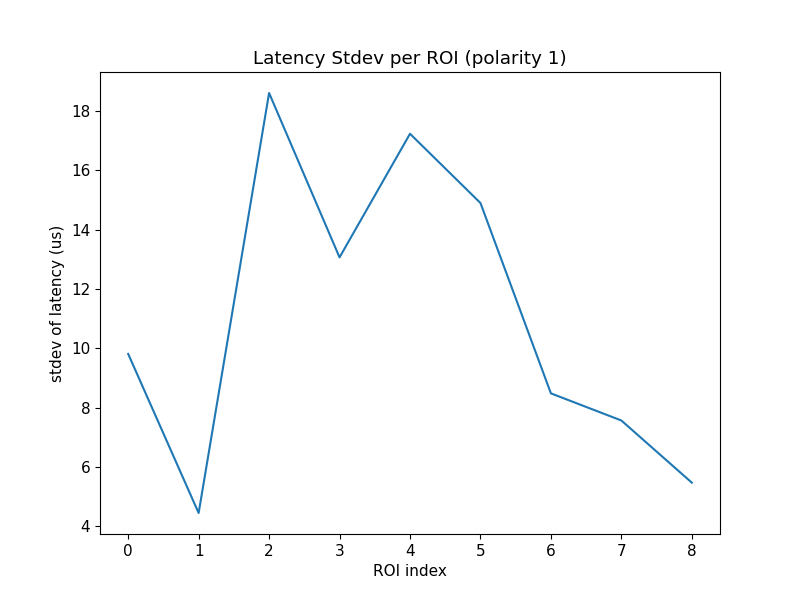 Latency Stdev per ROI (polarity 1)
stdev of latency (us)
18
16
14
12
10
8
6
4
0 1 2 3 4 5 6 7 8
ROI index